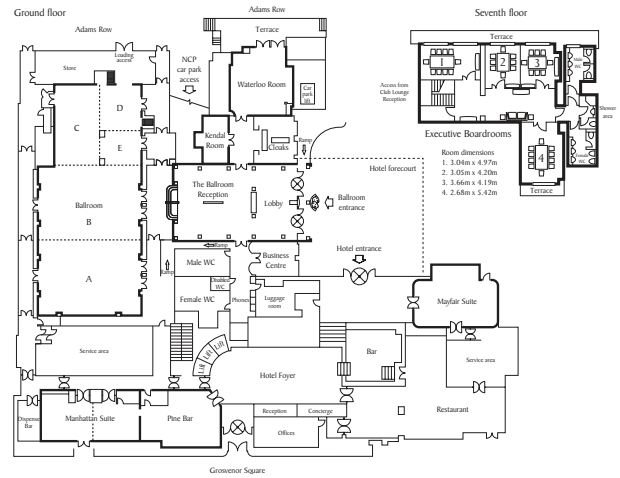 Ground floor
Adams Row
Seventh floor
Adams Row
Terrace
Terrace
Loading
access
Store
NCP
car park
access
Waterloo Room
Car
park
lift
1
2
3
Male
WC
Access from
Club Lounge
Reception
Shower
area
D
C
E
Kendal
Room
Cloaks
Ramp
Executive Boardrooms
Room dimensions
1. 3.04m x 4.97m
2. 3.05m x 4.20m
3. 3.66m x 4.19m
4. 2.68m x 5.42m
4
Female
WC
Terrace
Hotel forecourt
The Ballroom
Reception
Lobby
Ballroom
entrance
Ballroom
B
A
Ramp
Ramp
Hotel entrance
Male WC
Business
Centre
Disabled
WC
Female WC
Phones
Luggage
room
Mayfair Suite
Service area
Lift
Lift
Lift
Bar
Service area
Hotel Foyer
Dispense
Bar
Manhattan Suite
Pine Bar
Reception
Concierge
Restaurant
Offices
Grosvenor Square